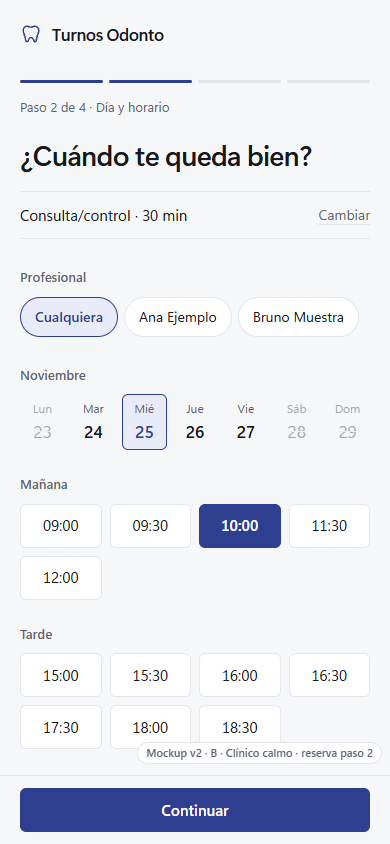 Turnos Odonto
Paso 2 de 4 · Día y horario
¿Cuándo te queda bien?
Consulta/control · 30 min Cambiar
Profesional
Cualquiera Ana Ejemplo Bruno Muestra
Noviembre
Lun Mar Mié Jue Vie Sáb Dom
23 24 25 26 27 28 29
Mañana
09:00 09:30 10:00 11:30
12:00
Tarde
15:00 15:30 16:00 16:30
17:30 18:00 18:30
Mockup v2 · B · Clínico calmo · reserva paso 2
Continuar